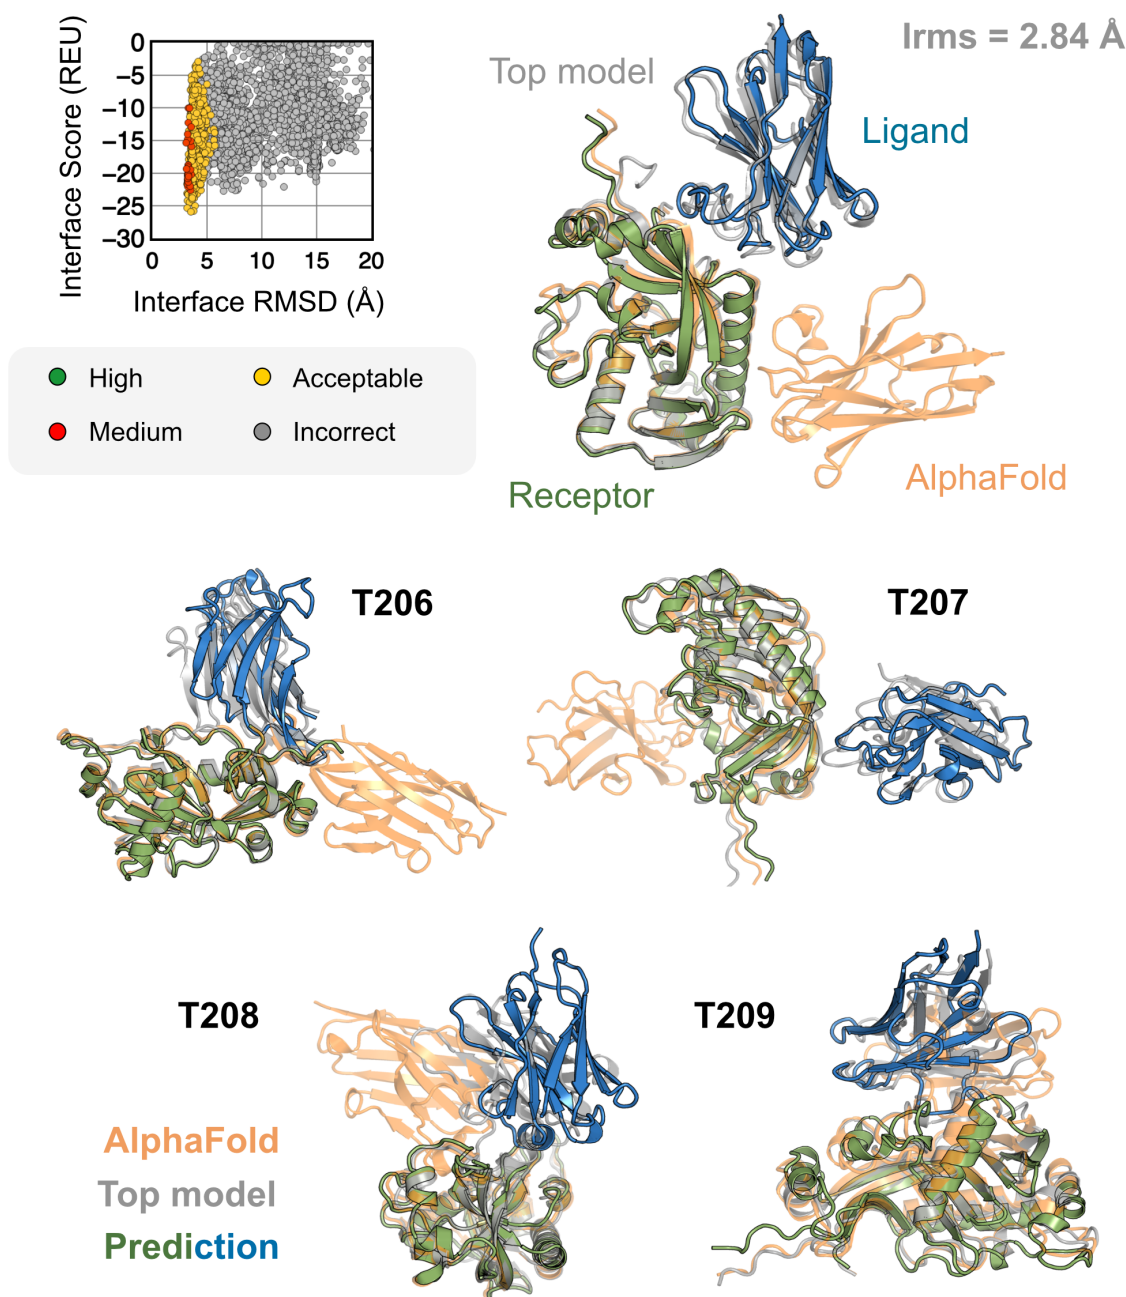 Interface Score (REU)
0
−5
−10
−15
−20
−25
−30
0 5 10 15 20
Interface RMSD (Å)
High
Acceptable
Medium
Incorrect
Irms = 2.84 Å
Top model
Ligand
Receptor
AlphaFold
T206
T207
T208
T209
AlphaFold
Top model
Prediction